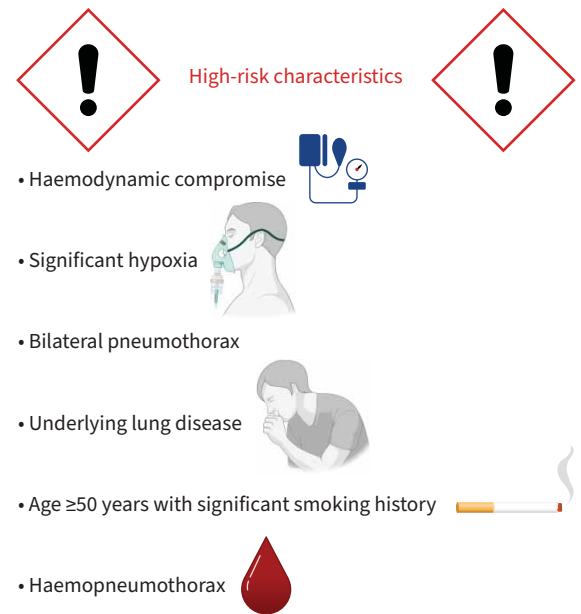 High-risk characteristics
• Haemodynamic compromise
• Significant hypoxia
• Bilateral pneumothorax
• Underlying lung disease
• Age ≥50 years with significant smoking history
• Haemopneumothorax